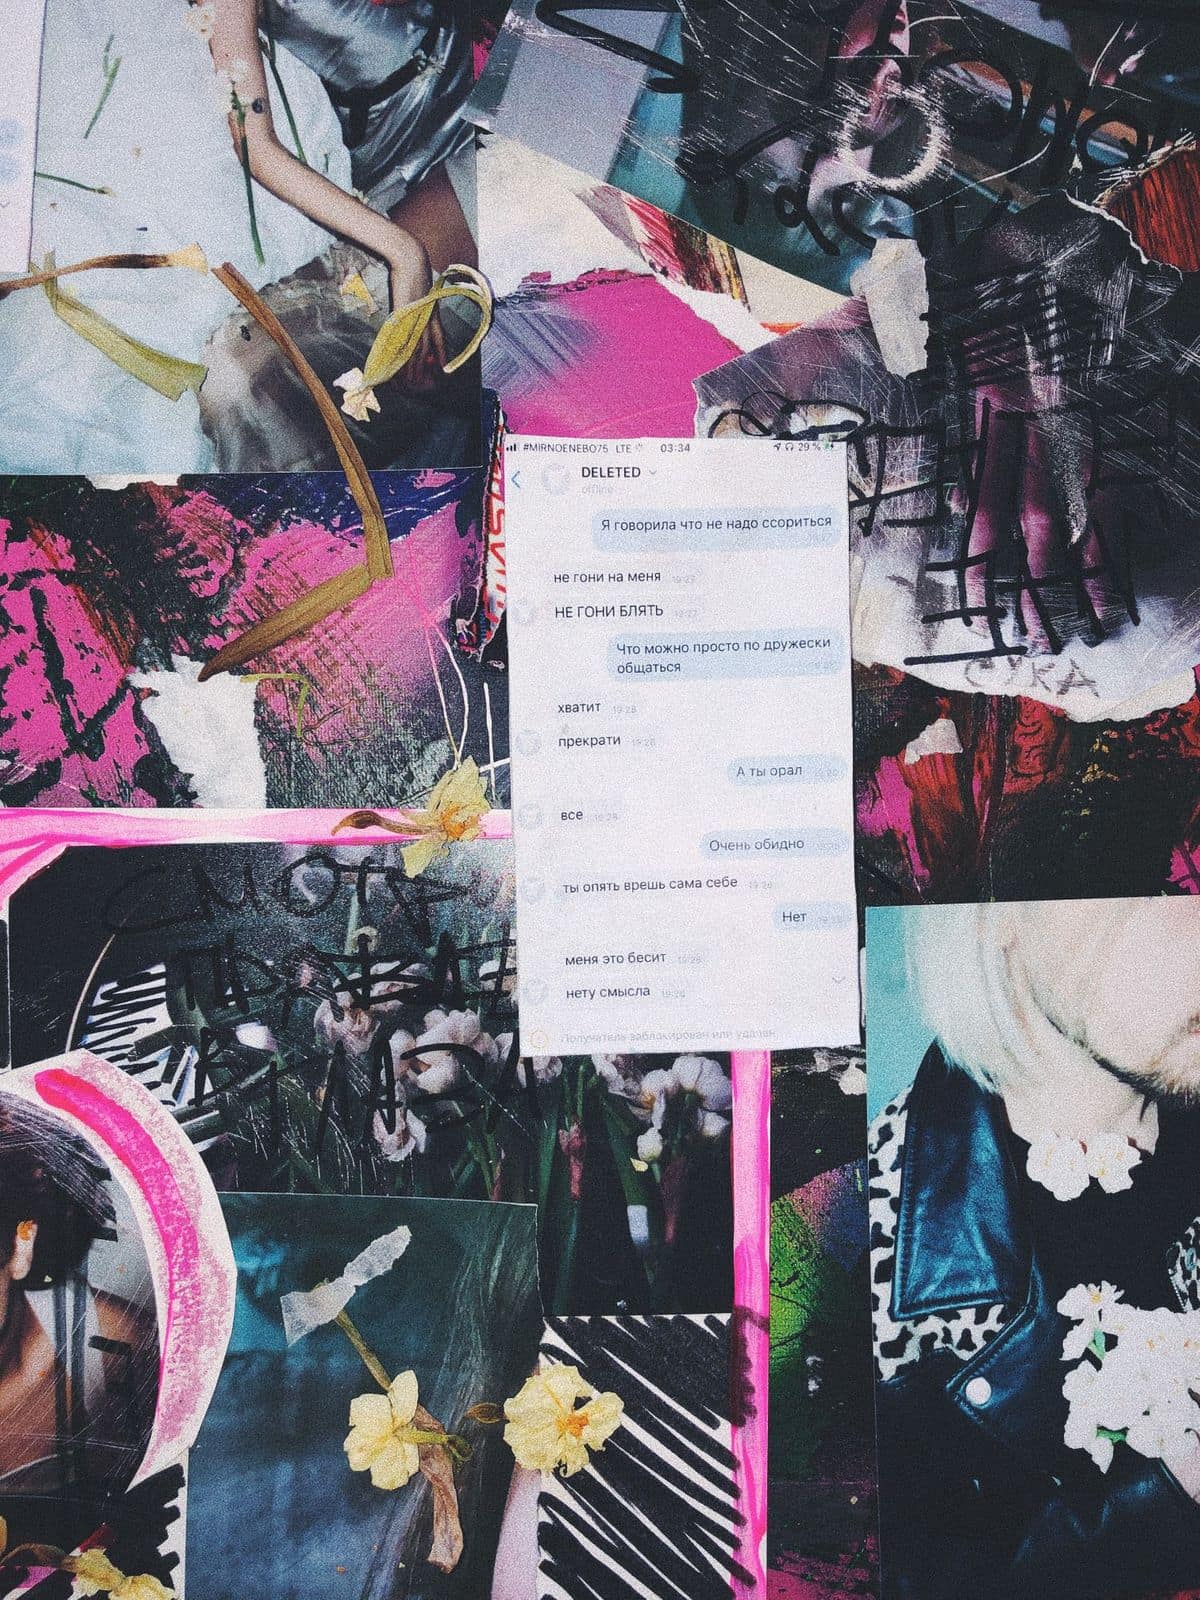 #MIRNOENEBO75 LTE 03:34 29 %
DELETED
offline
Я говорила что не надо ссориться
не гони на меня 19:27
НЕ ГОНИ БЛЯТЬ 19:27
Что можно просто по дружески
общаться
хватит 19:28
прекрати 19:28
А ты орал
все 19:28
Очень обидно
ты опять врешь сама себе 19:28
Нет
меня это бесит 19:28
нету смысла 19:28
Получатель заблакирован или удален
СУКА
СМОТРИ
ПРАВДЕ
В ГЛАЗА